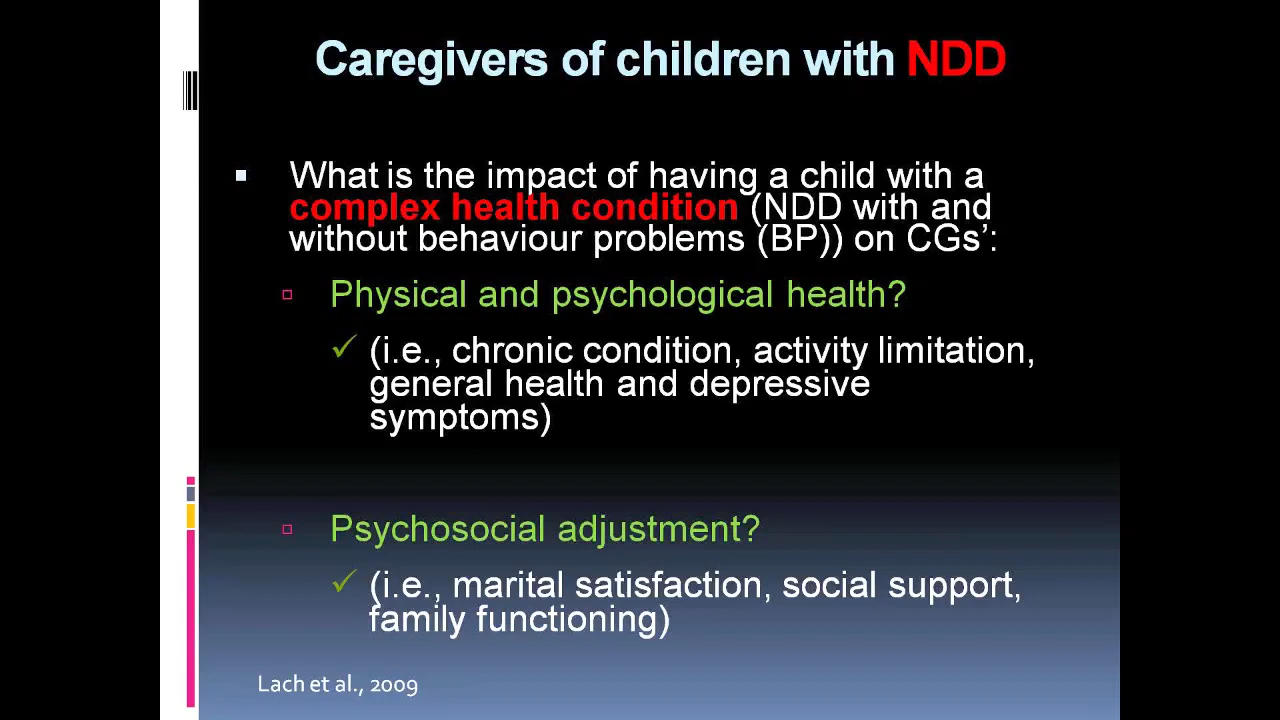 Caregivers of children with NDD
What is the impact of having a child with a
complex health condition (NDD with and
without behaviour problems (BP)) on CGs’:
Physical and psychological health?
(i.e., chronic condition, activity limitation,
general health and depressive
symptoms)
Psychosocial adjustment?
(i.e., marital satisfaction, social support,
family functioning)
Lach et al., 2009